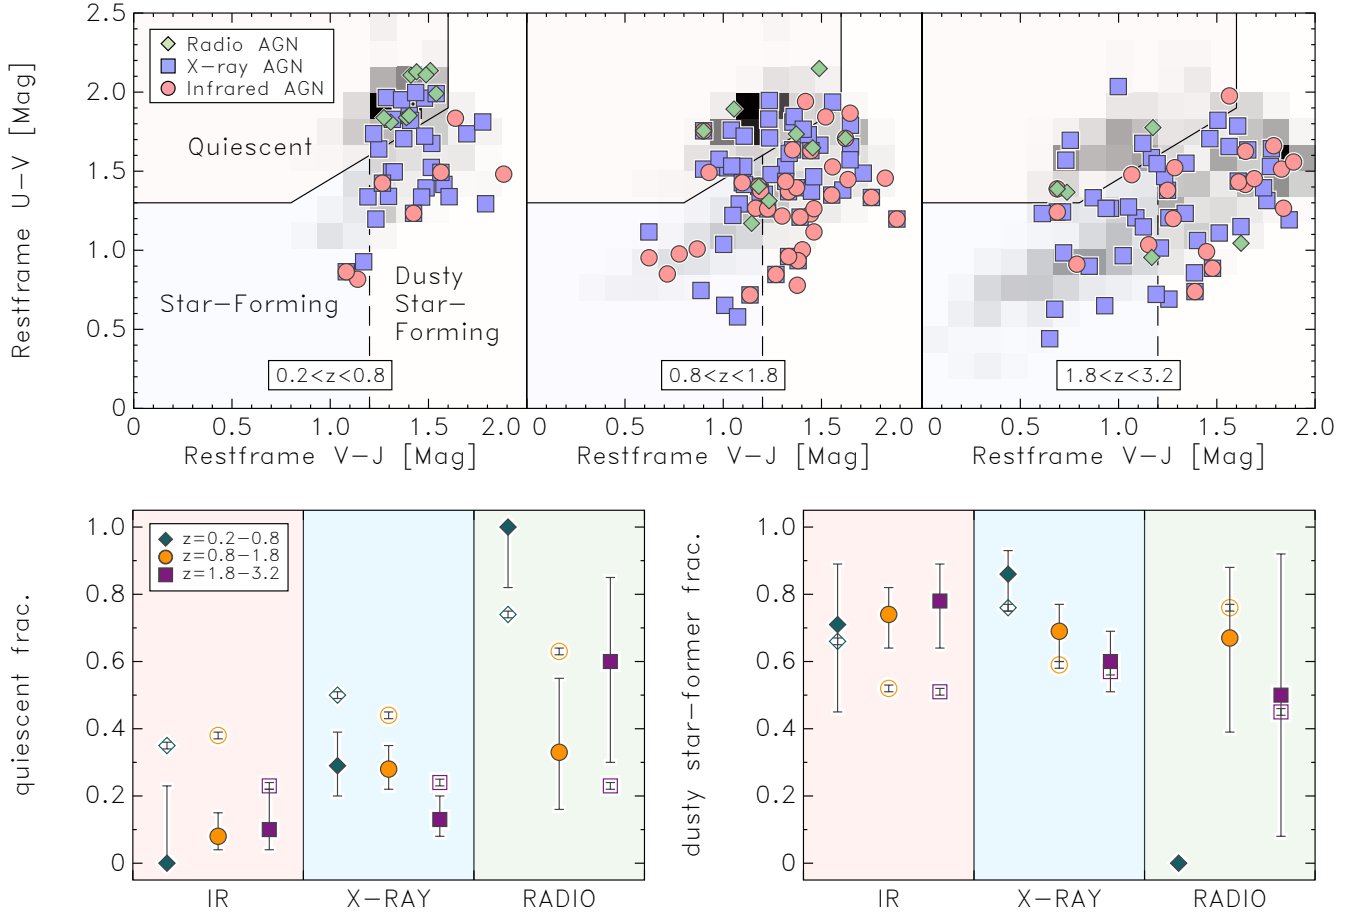 2.5
2.0
1.5
1.0
0.5
0
Restframe U−V [Mag]
Radio AGN
X−ray AGN
Infrared AGN
Quiescent
Star−Forming
Dusty
Star−
Forming
0.2<z<0.8
0.8<z<1.8
1.8<z<3.2
0 0.5 1.0 1.5 2.0 0 0.5 1.0 1.5 2.0 0 0.5 1.0 1.5 2.0
Restframe V−J [Mag] Restframe V−J [Mag] Restframe V−J [Mag]
1.0
0.8
0.6
0.4
0.2
0
quiescent frac.
z=0.2−0.8
z=0.8−1.8
z=1.8−3.2
IR X−RAY RADIO
1.0
0.8
0.6
0.4
0.2
0
dusty star−former frac.
IR X−RAY RADIO